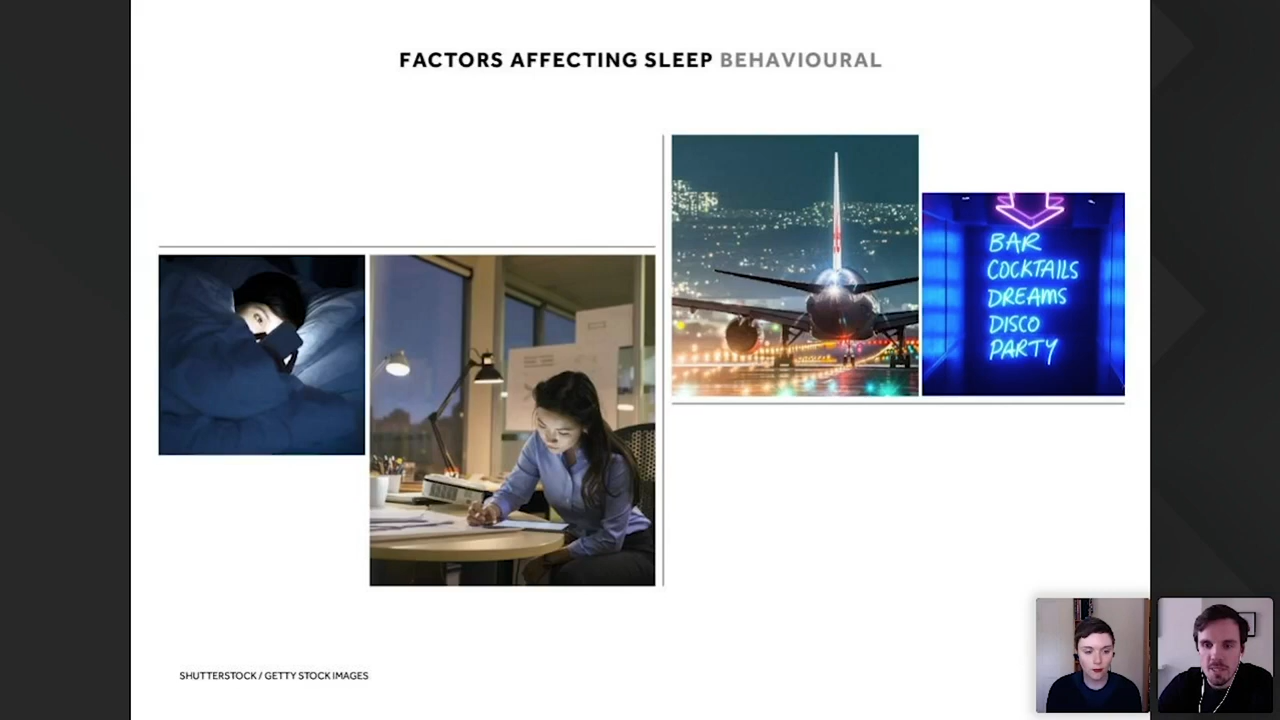 FACTORS AFFECTING SLEEP BEHAVIOURAL
BAR
COCKTAILS
DREAMS
DISCO
PARTY
SHUTTERSTOCK / GETTY STOCK IMAGES